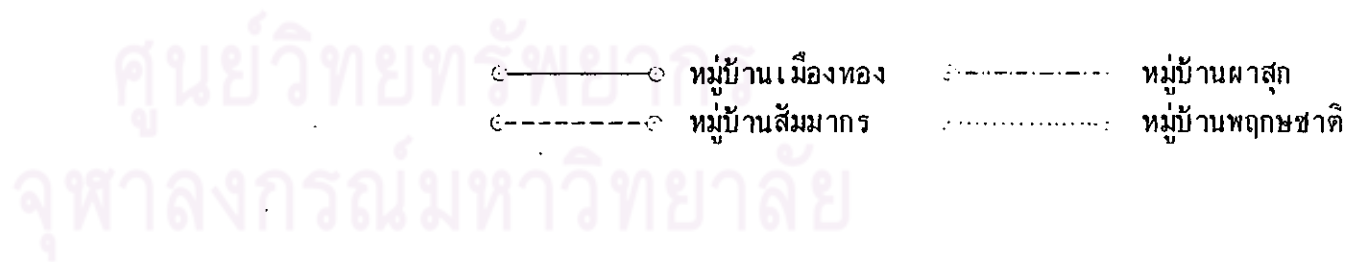 ศูนย์วิทยทรัพยากร
หมู่บ้านเมืองทอง หมู่บ้านผาสุก
หมู่บ้านสัมมากร หมู่บ้านพฤกษชาติ
จุฬาลงกรณ์มหาวิทยาลัย